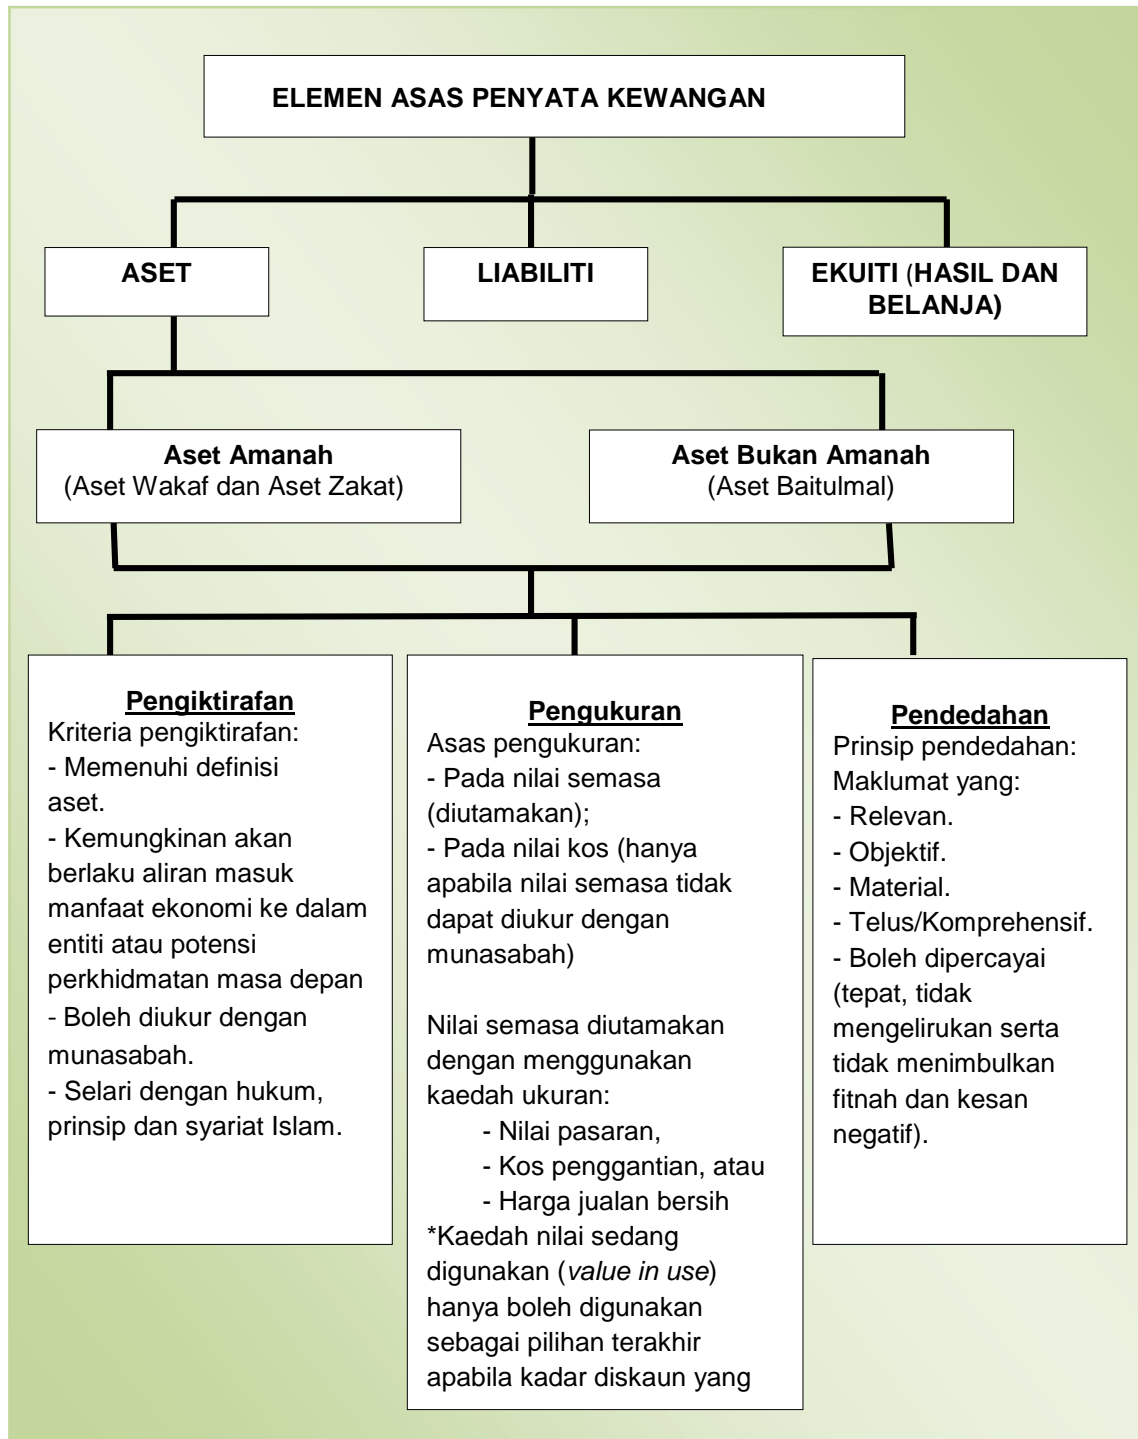 ELEMEN ASAS PENYATA KEWANGAN
ASET
LIABILITI
EKUITI (HASIL DAN
BELANJA)
Aset Amanah
(Aset Wakaf dan Aset Zakat)
Aset Bukan Amanah
(Aset Baitulmal)
Pengiktirafan
Kriteria pengiktirafan:
- Memenuhi definisi
aset.
- Kemungkinan akan
berlaku aliran masuk
manfaat ekonomi ke dalam
entiti atau potensi
perkhidmatan masa depan
- Boleh diukur dengan
munasabah.
- Selari dengan hukum,
prinsip dan syariat Islam.
Pengukuran
Asas pengukuran:
- Pada nilai semasa
(diutamakan);
- Pada nilai kos (hanya
apabila nilai semasa tidak
dapat diukur dengan
munasabah)
Nilai semasa diutamakan
dengan menggunakan
kaedah ukuran:
- Nilai pasaran,
- Kos penggantian, atau
- Harga jualan bersih
*Kaedah nilai sedang
digunakan (value in use)
hanya boleh digunakan
sebagai pilihan terakhir
apabila kadar diskaun yang
Pendedahan
Prinsip pendedahan:
Maklumat yang:
- Relevan.
- Objektif.
- Material.
- Telus/Komprehensif.
- Boleh dipercayai
(tepat, tidak
mengelirukan serta
tidak menimbulkan
fitnah dan kesan
negatif).